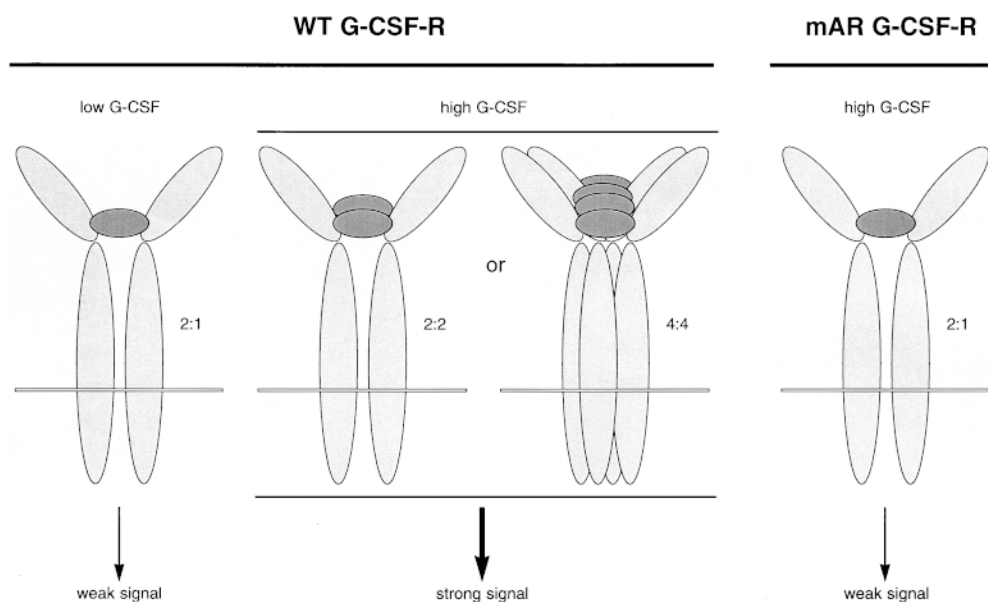 WT G-CSF-R
mAR G-CSF-R
low G-CSF
high G-CSF
high G-CSF
or
2:1
2:2
4:4
2:1
weak signal
strong signal
weak signal